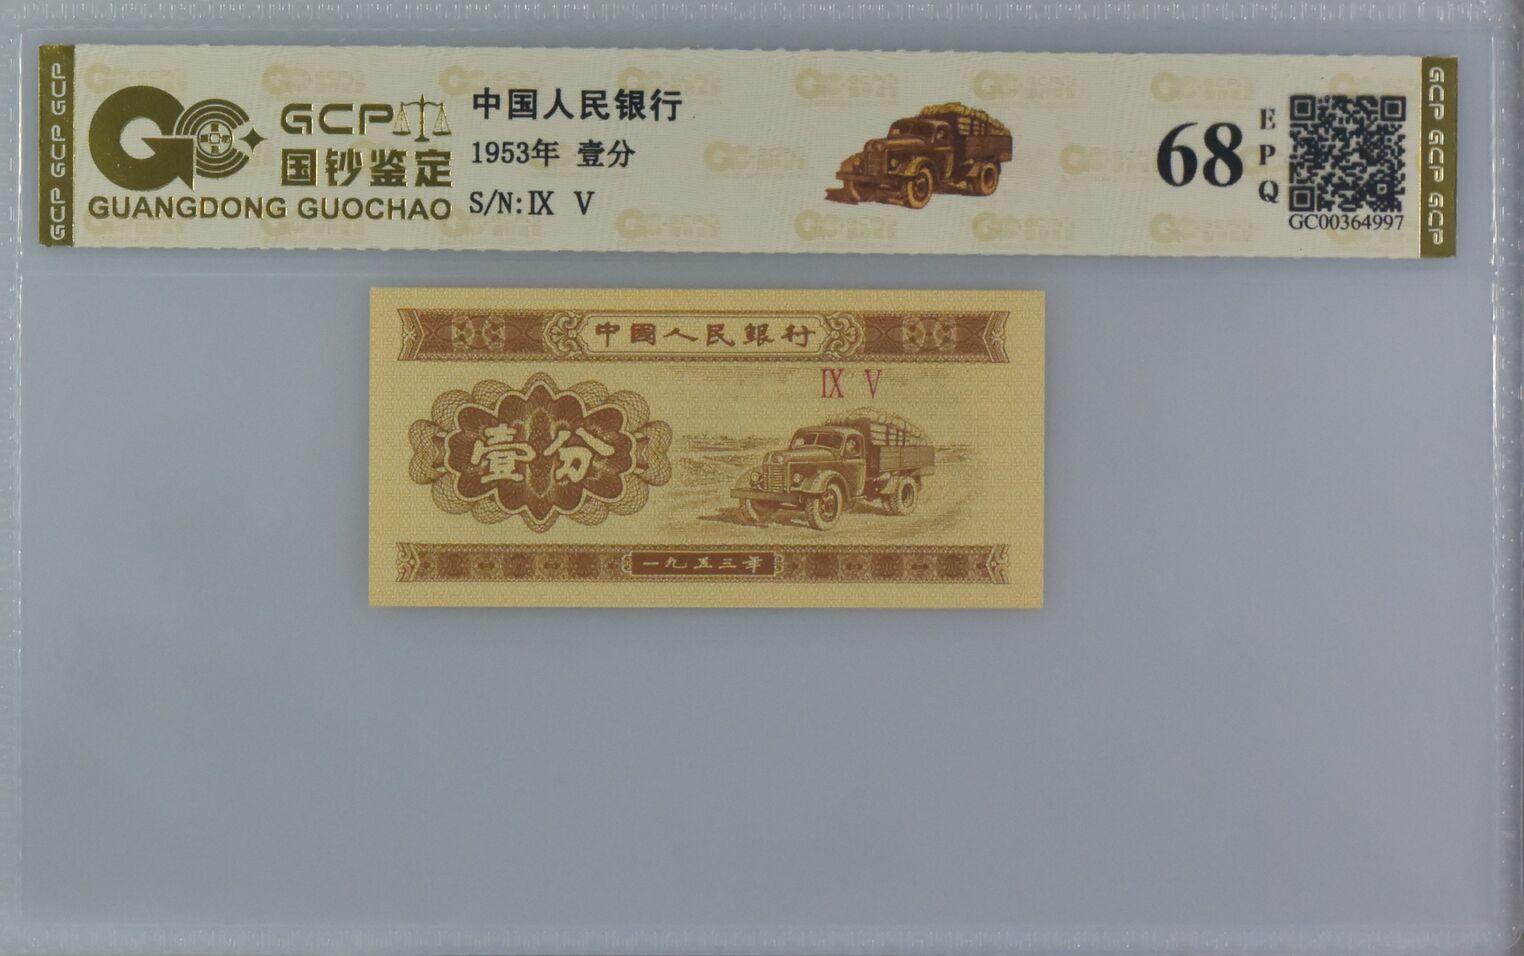 GCP GCP GCP
GCP
国钞鉴定
GUANGDONG GUOCHAO
中国人民银行
1953年 壹分
S/N:Ⅸ Ⅴ
68
EPQ
GC00364997
GCP GCP GCP
中國人民銀行
Ⅸ Ⅴ
壹分
一九五三年